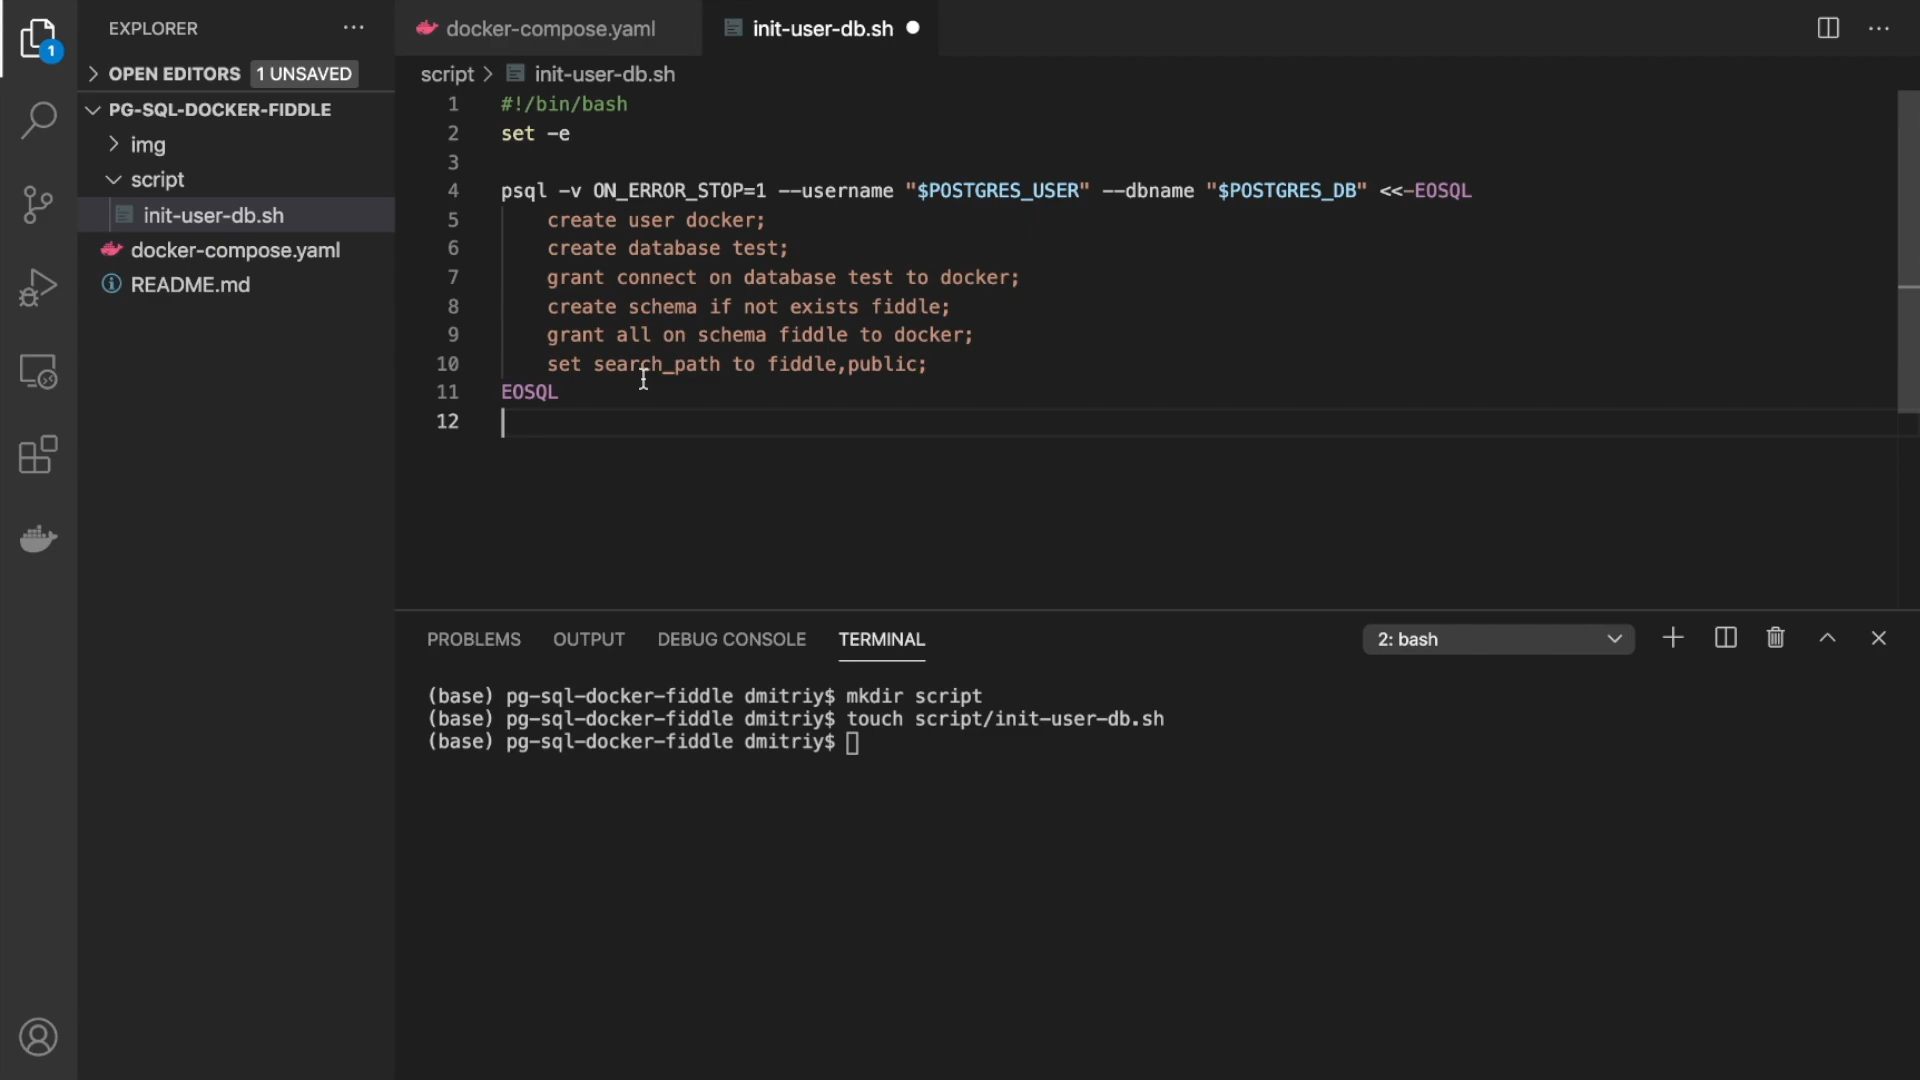 EXPLORER
docker-compose.yaml
init-user-db.sh
1
OPEN EDITORS 1 UNSAVED
PG-SQL-DOCKER-FIDDLE
img
script
init-user-db.sh
docker-compose.yaml
README.md
script > init-user-db.sh
1 #!/bin/bash
2 set -e
3
4 psql -v ON_ERROR_STOP=1 --username "$POSTGRES_USER" --dbname "$POSTGRES_DB" <<-EOSQL
5 create user docker;
6 create database test;
7 grant connect on database test to docker;
8 create schema if not exists fiddle;
9 grant all on schema fiddle to docker;
10 set search_path to fiddle,public;
11 EOSQL
12
PROBLEMS OUTPUT DEBUG CONSOLE TERMINAL 2: bash
(base) pg-sql-docker-fiddle dmitriy$ mkdir script
(base) pg-sql-docker-fiddle dmitriy$ touch script/init-user-db.sh
(base) pg-sql-docker-fiddle dmitriy$